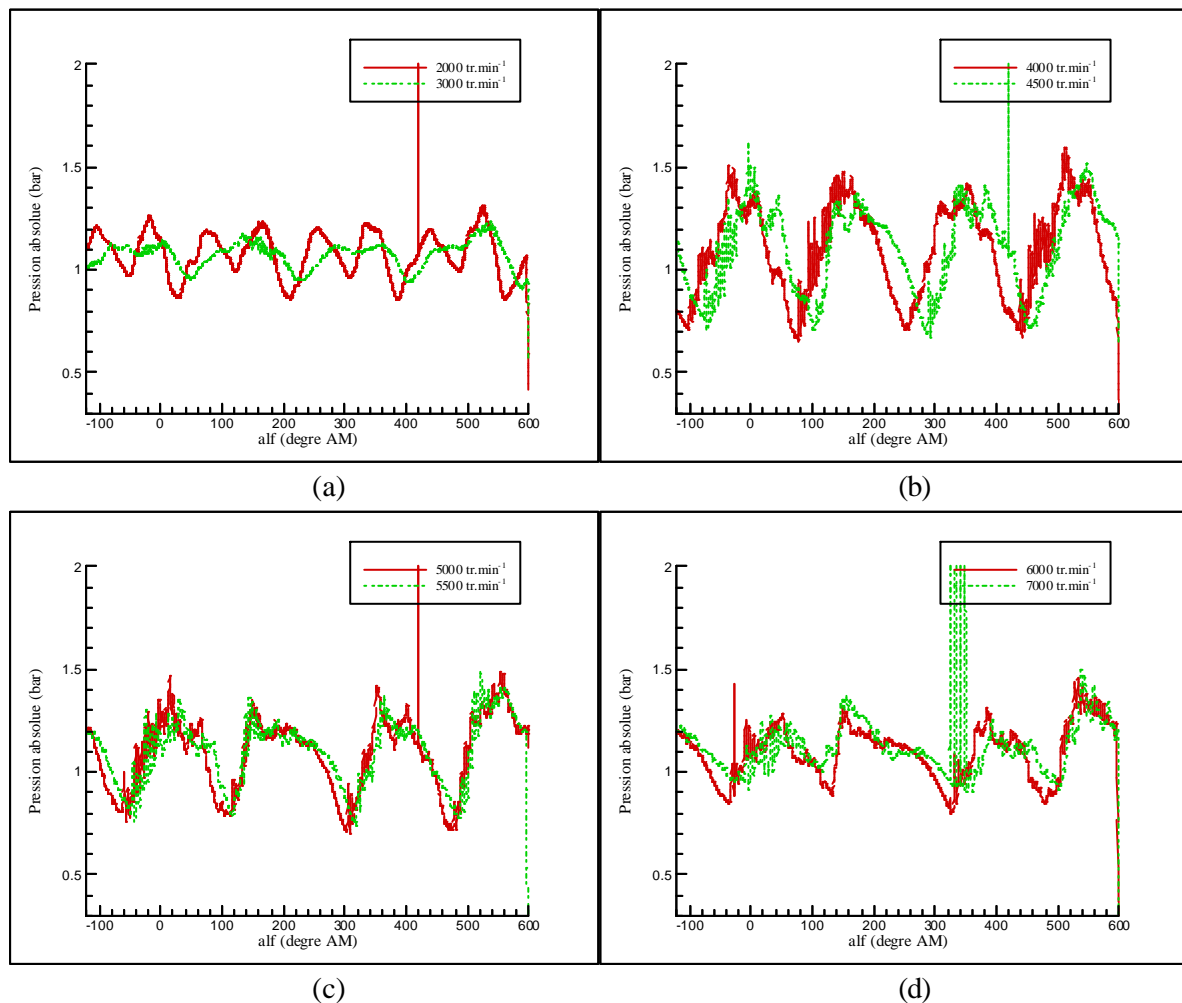 2000 tr.min⁻¹
3000 tr.min⁻¹
2
1.5
1
0.5
Pression absolue (bar)
-100 0 100 200 300 400 500 600
alf (degre AM)
(a)
4000 tr.min⁻¹
4500 tr.min⁻¹
2
1.5
1
0.5
Pression absolue (bar)
-100 0 100 200 300 400 500 600
alf (degre AM)
(b)
5000 tr.min⁻¹
5500 tr.min⁻¹
2
1.5
1
0.5
Pression absolue (bar)
-100 0 100 200 300 400 500 600
alf (degre AM)
(c)
6000 tr.min⁻¹
7000 tr.min⁻¹
2
1.5
1
0.5
Pression absolue (bar)
-100 0 100 200 300 400 500 600
alf (degre AM)
(d)